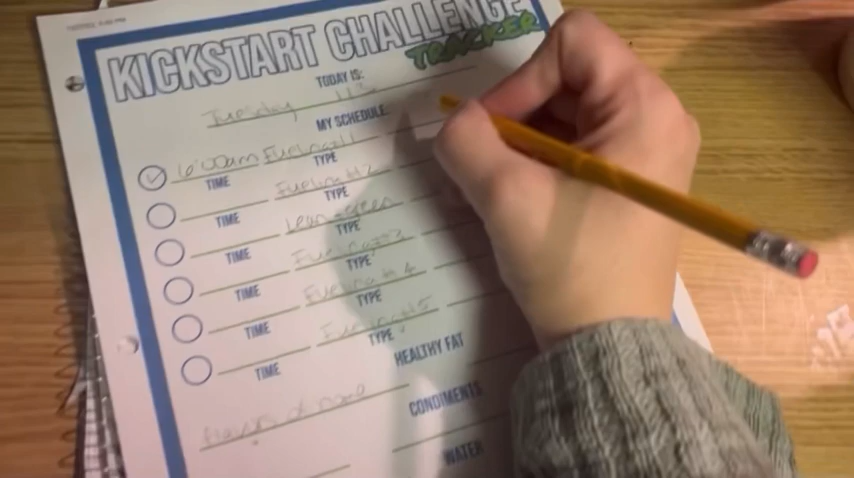 KICKSTART CHALLENGE
TRACKER
TODAY IS:
Tuesday
MY SCHEDULE
6:00am Fueling #1
TIME TYPE
Fueling #2
TIME TYPE
Lean + green
TIME TYPE
Fueling #3
TIME TYPE
Fueling # 4
TIME TYPE
Fueling #5
TIME TYPE
HEALTHY FAT
CONDIMENTS
WATER